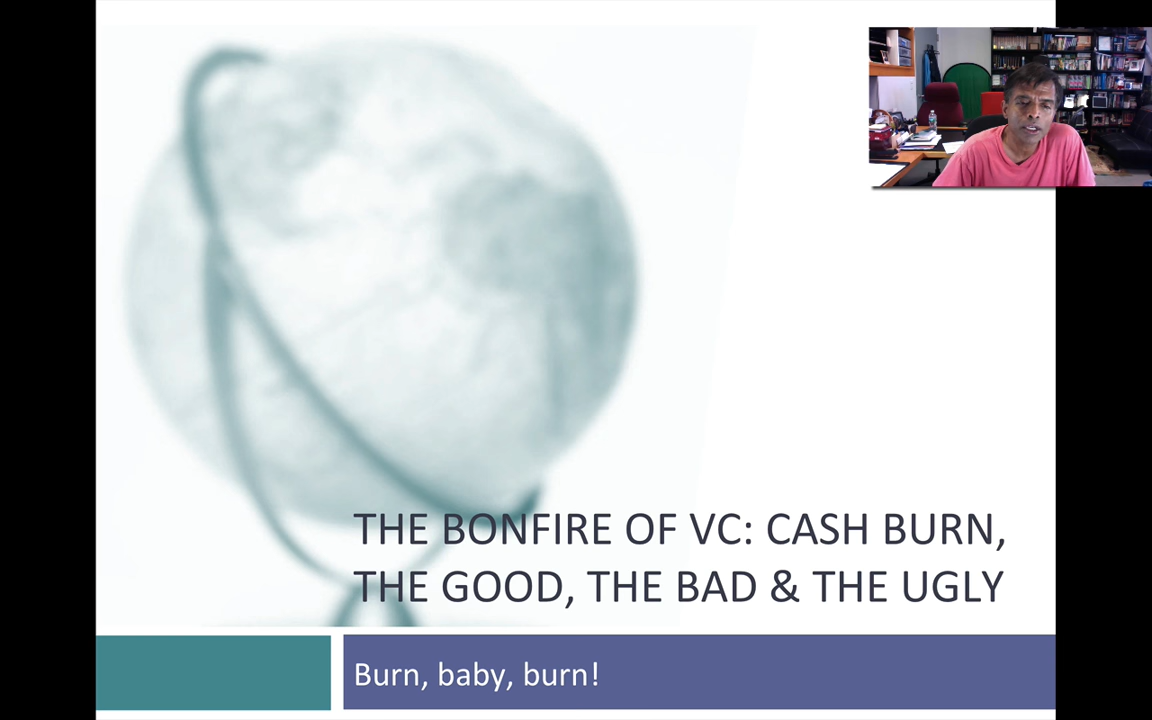 THE BONFIRE OF VC: CASH BURN,
THE GOOD, THE BAD & THE UGLY
Burn, baby, burn!